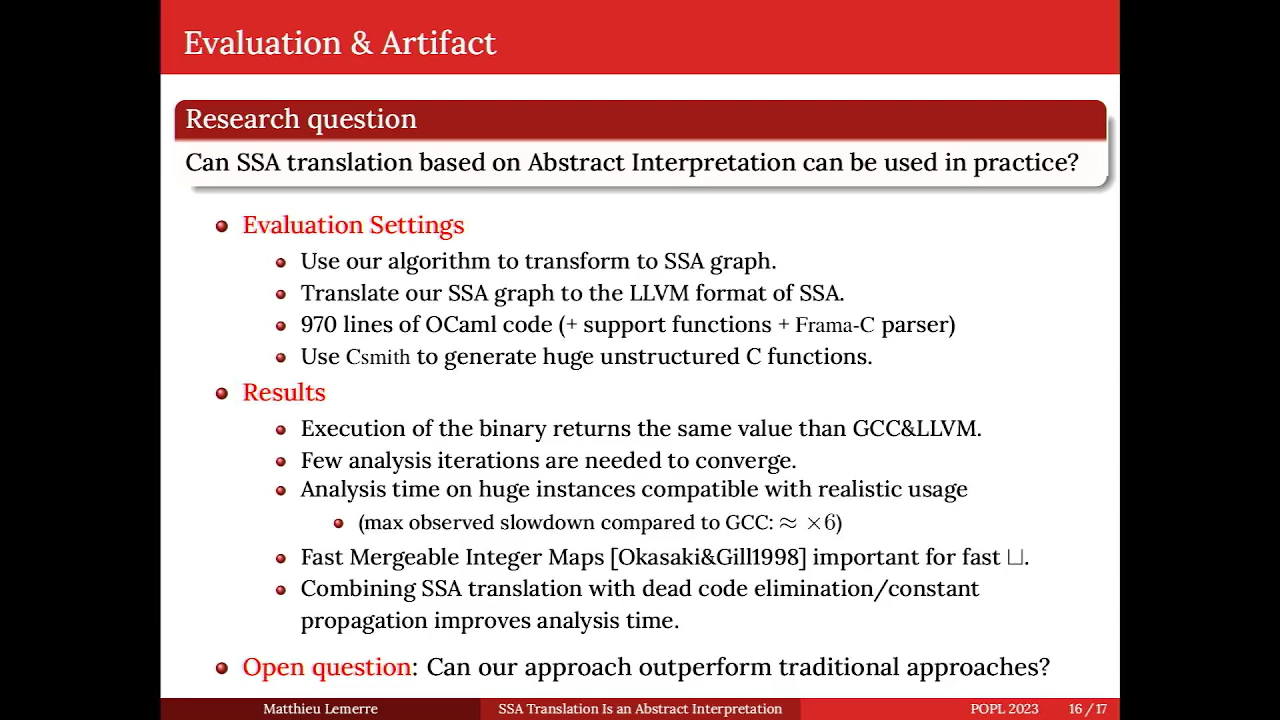 Evaluation & Artifact
Research question
Can SSA translation based on Abstract Interpretation can be used in practice?
Evaluation Settings
Use our algorithm to transform to SSA graph.
Translate our SSA graph to the LLVM format of SSA.
970 lines of OCaml code (+ support functions + Frama-C parser)
Use Csmith to generate huge unstructured C functions.
Results
Execution of the binary returns the same value than GCC&LLVM.
Few analysis iterations are needed to converge.
Analysis time on huge instances compatible with realistic usage
(max observed slowdown compared to GCC: ≈ ×6)
Fast Mergeable Integer Maps [Okasaki&Gill1998] important for fast ⊔.
Combining SSA translation with dead code elimination/constant
propagation improves analysis time.
Open question: Can our approach outperform traditional approaches?
Matthieu Lemerre SSA Translation Is an Abstract Interpretation POPL 2023 16 / 17